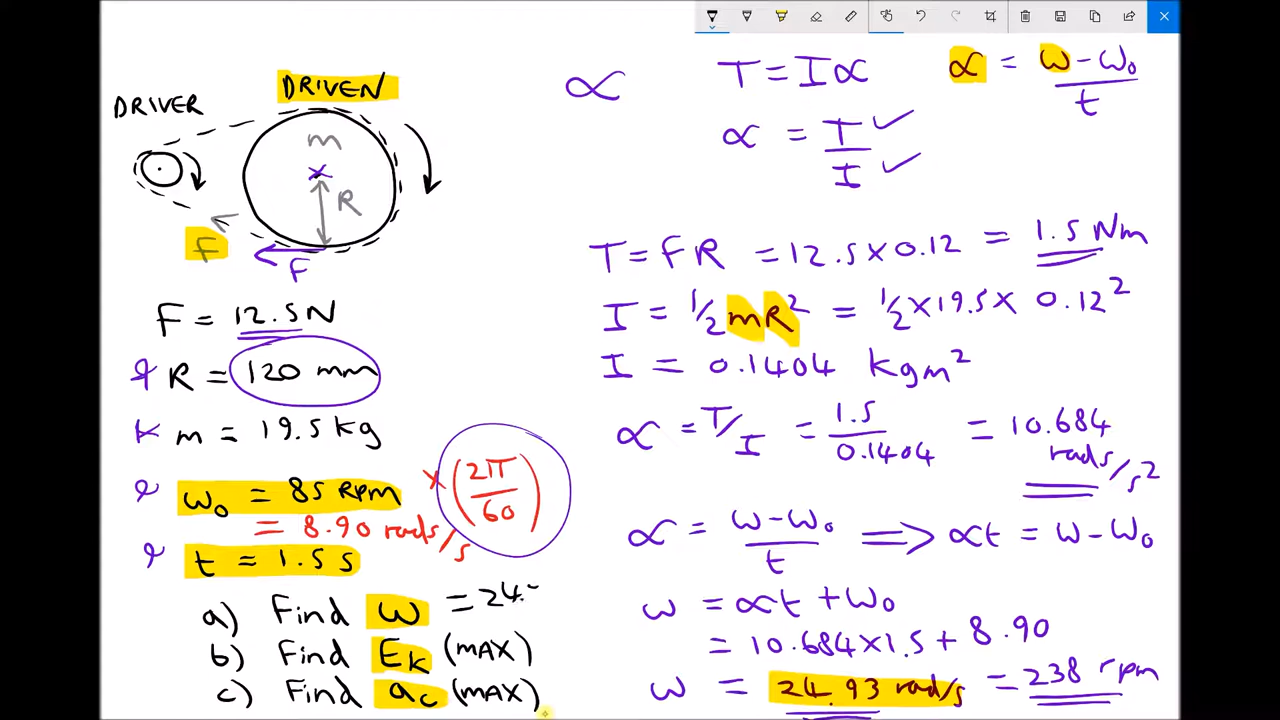 DRIVER
DRIVEN
m
R
F
F
F = 12.5N
R = 120 mm
m = 19.5 kg
ω₀ = 85 Rpm
× (2π/60)
= 8.90 rads/s
t = 1.5 s
a) Find ω = 24.
b) Find Eₖ (MAX)
c) Find a꜀ (MAX)
∝
T = I∝
∝ = T/I
∝ = ω-ω₀/t
T = FR = 12.5×0.12 = 1.5 Nm
I = 1/2 mR² = 1/2×19.5× 0.12²
I = 0.1404 kgm²
∝ = T/I = 1.5/0.1404 = 10.684 rads/s²
∝ = ω-ω₀/t ⟹ ∝t = ω-ω₀
ω = ∝t + ω₀
= 10.684×1.5 + 8.90
ω = 24.93 rad/s = 238 rpm